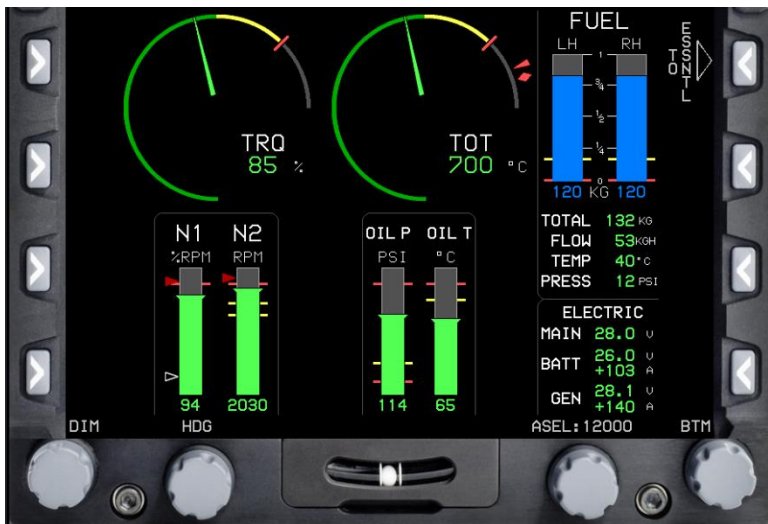 FUEL
LH RH
1
¾
½
¼
0
120 KG 120
TO ESSNTL
TRQ
85 %
TOT
700 °C
N1 N2
%RPM RPM
94 2030
OIL P OIL T
PSI °C
114 65
TOTAL 132 KG
FLOW 53 KGH
TEMP 40 °C
PRESS 12 PSI
ELECTRIC
MAIN 28.0 V
BATT 26.0 V
+103 A
GEN 28.1 V
+140 A
DIM HDG ASEL:12000 BTM